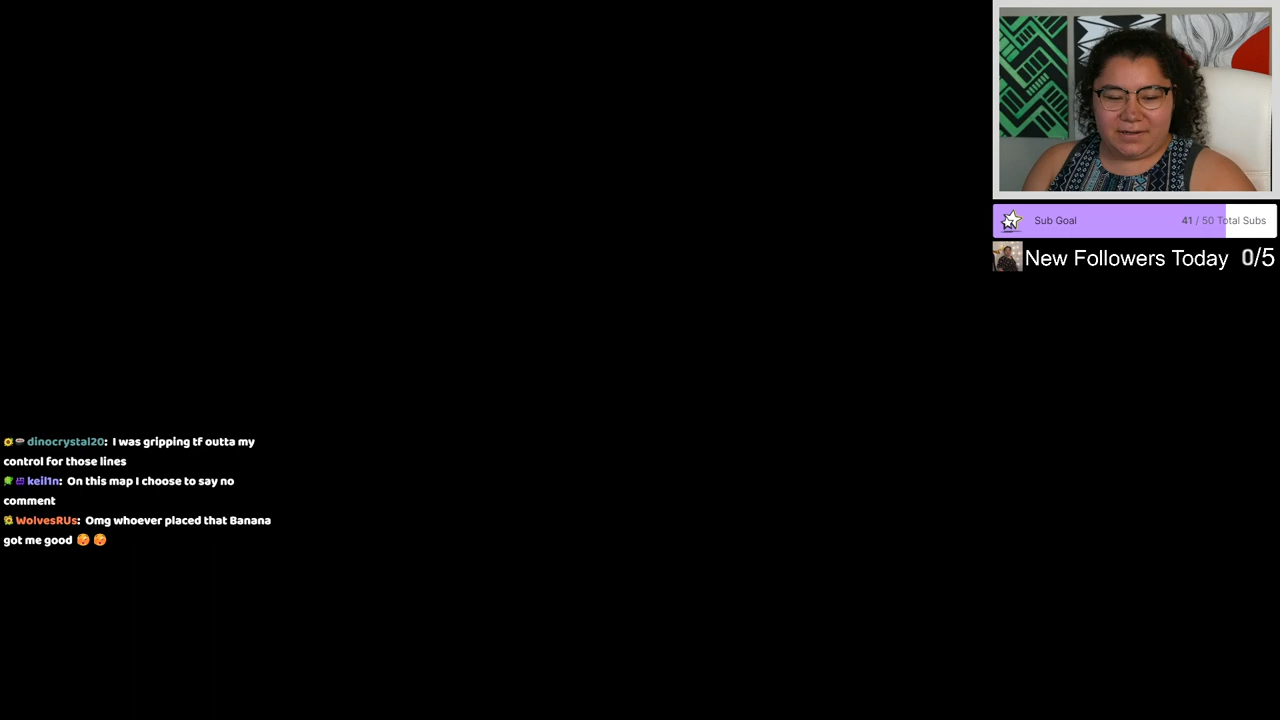 Sub Goal 41 / 50 Total Subs
New Followers Today 0/5
dinocrystal20: I was gripping tf outta my
control for those lines
keil1n: On this map I choose to say no
comment
WolvesRUs: Omg whoever placed that Banana
got me good